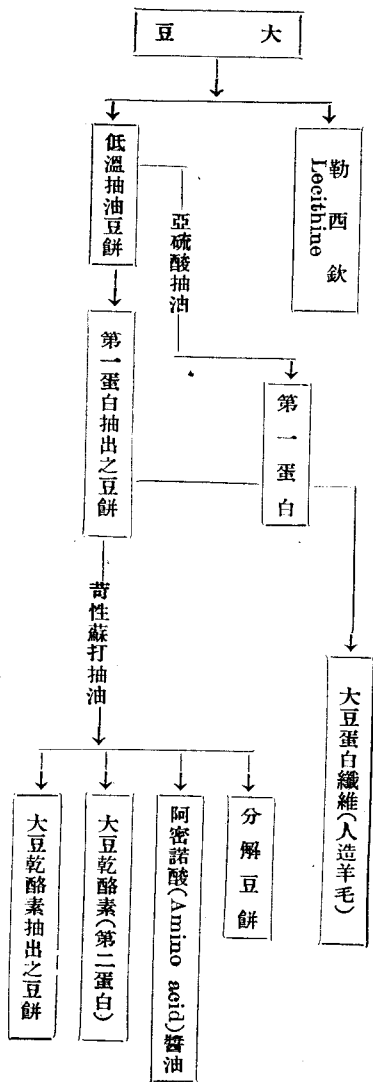 大豆
勒西欽
Lecithine
低溫抽油豆餅
亞硫酸抽油
第一蛋白
第一蛋白抽出之豆餅
大豆蛋白纖維(人造羊毛)
苛性蘇打抽油
分解豆餅
阿密諾酸(Amino acid)醬油
大豆乾酪素(第二蛋白)
大豆乾酪素抽出之豆餅